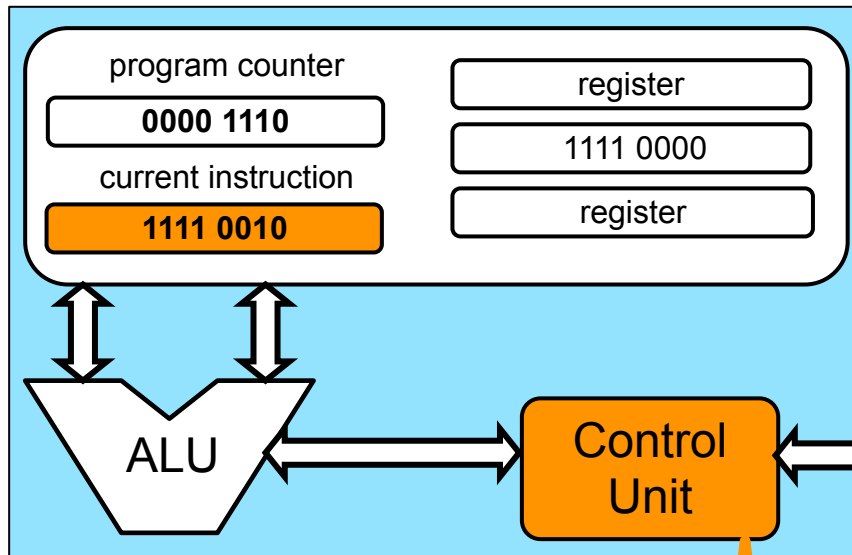 program counter
0000 1110
current instruction
1111 0010
register
1111 0000
register
ALU
Control
Unit